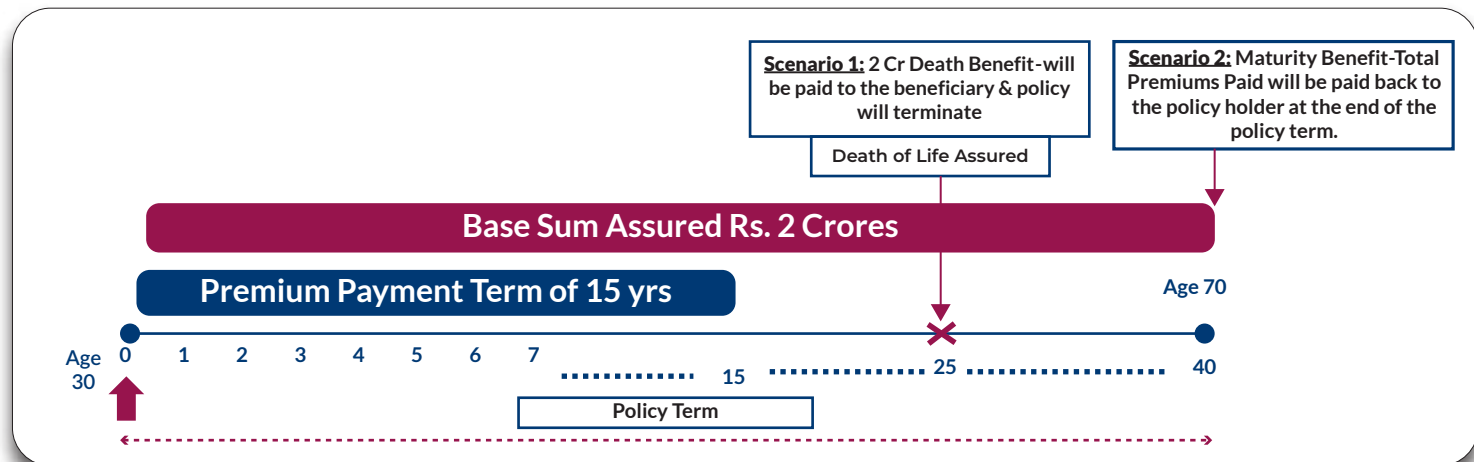 Scenario 1: 2 Cr Death Benefit-will
be paid to the beneficiary & policy
will terminate
Death of Life Assured
Scenario 2: Maturity Benefit-Total
Premiums Paid will be paid back to
the policy holder at the end of the
policy term.
Base Sum Assured Rs. 2 Crores
Premium Payment Term of 15 yrs
Age 70
Age
30
0 1 2 3 4 5 6 7 15 25 40
Policy Term